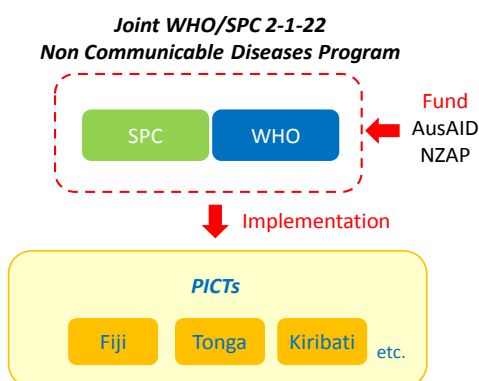 Joint WHO/SPC 2-1-22
Non Communicable Diseases Program
SPC
WHO
Fund
AusAID
NZAP
Implementation
PICTs
Fiji
Tonga
Kiribati
etc.